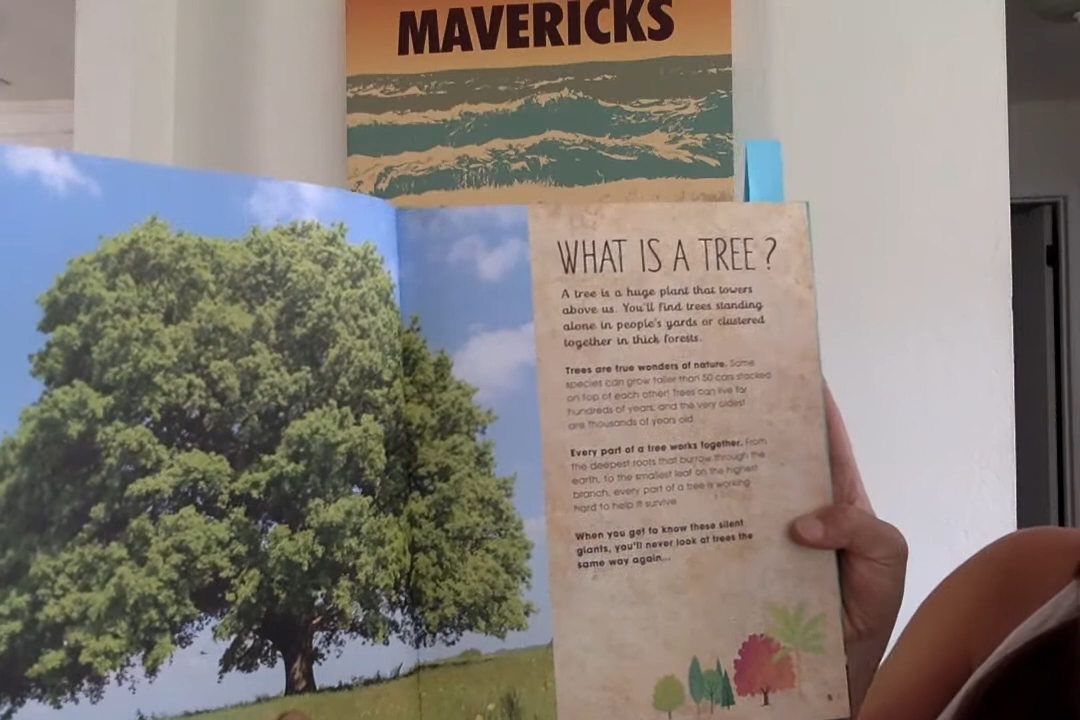 MAVERICKS
WHAT IS A TREE?
A tree is a huge plant that towers
above us. You'll find trees standing
alone in people's yards or clustered
together in thick forests.
Trees are true wonders of nature. Some
species can grow taller than 50 cars stacked
on top of each other! Trees can live for
hundreds of years, and the very oldest
are thousands of years old.
Every part of a tree works together. From
the deepest roots that burrow through the
earth, to the smallest leaf on the highest
branch, every part of a tree is working
hard to help it survive.
When you get to know these silent
giants, you'll never look at trees the
same way again...